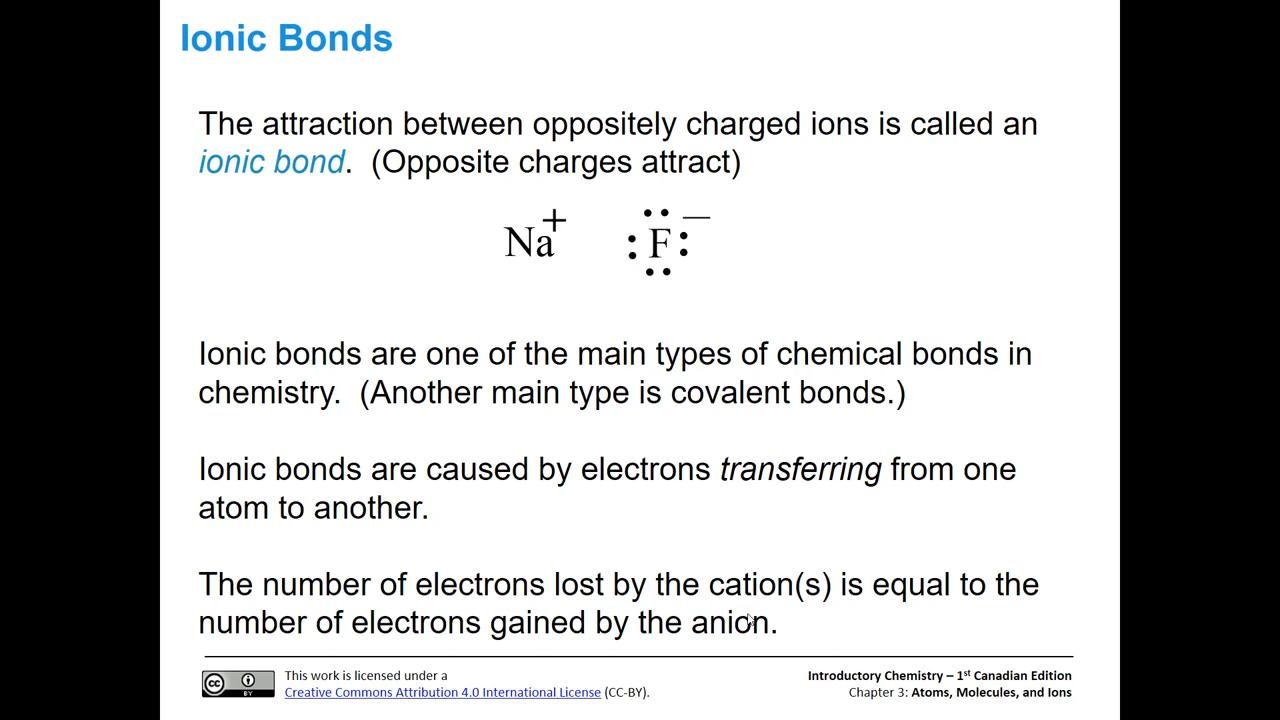 Ionic Bonds
The attraction between oppositely charged ions is called an
ionic bond. (Opposite charges attract)
Na+ F—
Ionic bonds are one of the main types of chemical bonds in
chemistry. (Another main type is covalent bonds.)
Ionic bonds are caused by electrons transferring from one
atom to another.
The number of electrons lost by the cation(s) is equal to the
number of electrons gained by the anion.
cc BY
This work is licensed under a
Creative Commons Attribution 4.0 International License (CC-BY).
Introductory Chemistry – 1st Canadian Edition
Chapter 3: Atoms, Molecules, and Ions